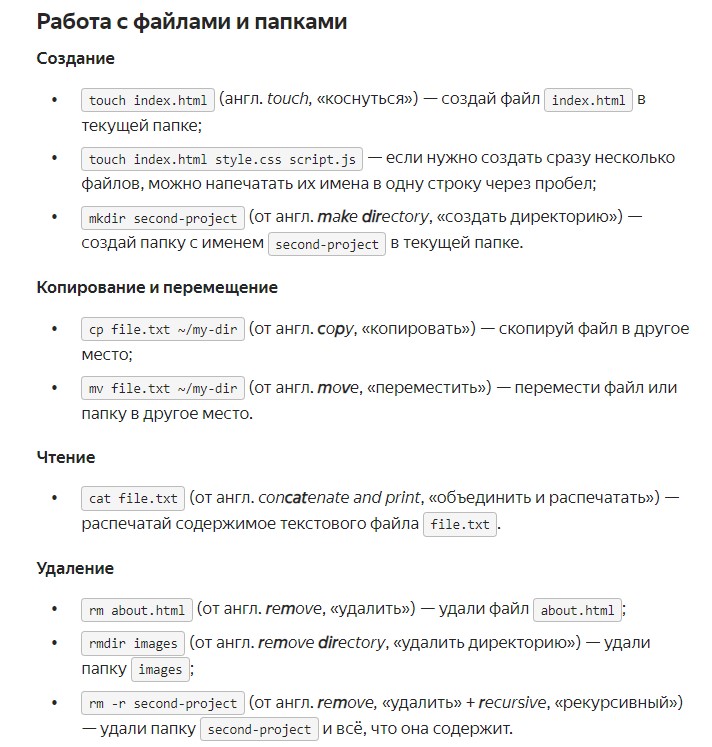 Работа с файлами и папками
Создание
• touch index.html (англ. touch, «коснуться») — создай файл index.html в
текущей папке;
• touch index.html style.css script.js — если нужно создать сразу несколько
файлов, можно напечатать их имена в одну строку через пробел;
• mkdir second-project (от англ. make directory, «создать директорию») —
создай папку с именем second-project в текущей папке.
Копирование и перемещение
• cp file.txt ~/my-dir (от англ. copy, «копировать») — скопируй файл в другое
место;
• mv file.txt ~/my-dir (от англ. move, «переместить») — перемести файл или
папку в другое место.
Чтение
• cat file.txt (от англ. concatenate and print, «объединить и распечатать») —
распечатай содержимое текстового файла file.txt.
Удаление
• rm about.html (от англ. remove, «удалить») — удали файл about.html;
• rmdir images (от англ. remove directory, «удалить директорию») — удали
папку images;
• rm -r second-project (от англ. remove, «удалить» + recursive, «рекурсивный»)
— удали папку second-project и всё, что она содержит.